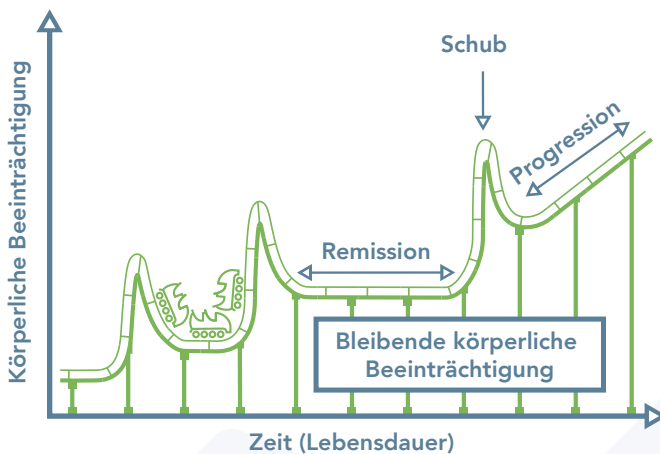 Schub
Körperliche Beeinträchtigung
Progression
Remission
Bleibende körperliche
Beeinträchtigung
Zeit (Lebensdauer)